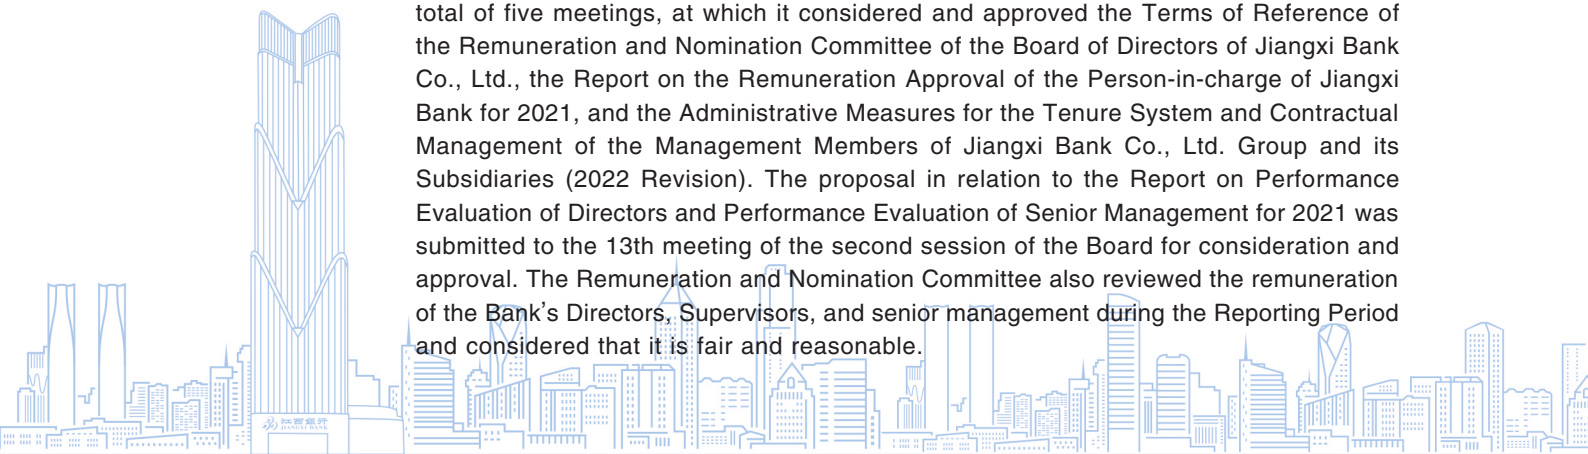 total of five meetings, at which it considered and approved the Terms of Reference of
the Remuneration and Nomination Committee of the Board of Directors of Jiangxi Bank
Co., Ltd., the Report on the Remuneration Approval of the Person-in-charge of Jiangxi
Bank for 2021, and the Administrative Measures for the Tenure System and Contractual
Management of the Management Members of Jiangxi Bank Co., Ltd. Group and its
Subsidiaries (2022 Revision). The proposal in relation to the Report on Performance
Evaluation of Directors and Performance Evaluation of Senior Management for 2021 was
submitted to the 13th meeting of the second session of the Board for consideration and
approval. The Remuneration and Nomination Committee also reviewed the remuneration
of the Bank’s Directors, Supervisors, and senior management during the Reporting Period
and considered that it is fair and reasonable.
江西銀行
JIANGXI BANK